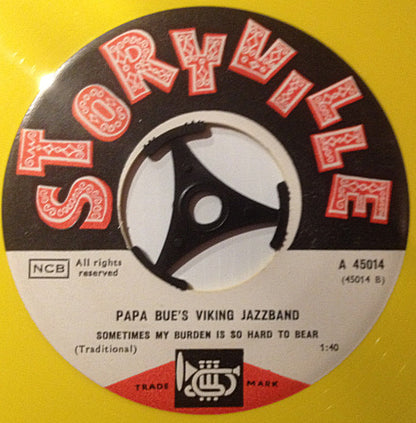 STORYVILLE
NCB
All rights
reserved
A 45014
(45014 B)
PAPA BUE'S VIKING JAZZBAND
SOMETIMES MY BURDEN IS SO HARD TO BEAR
(Traditional)
1:40
TRADE MARK